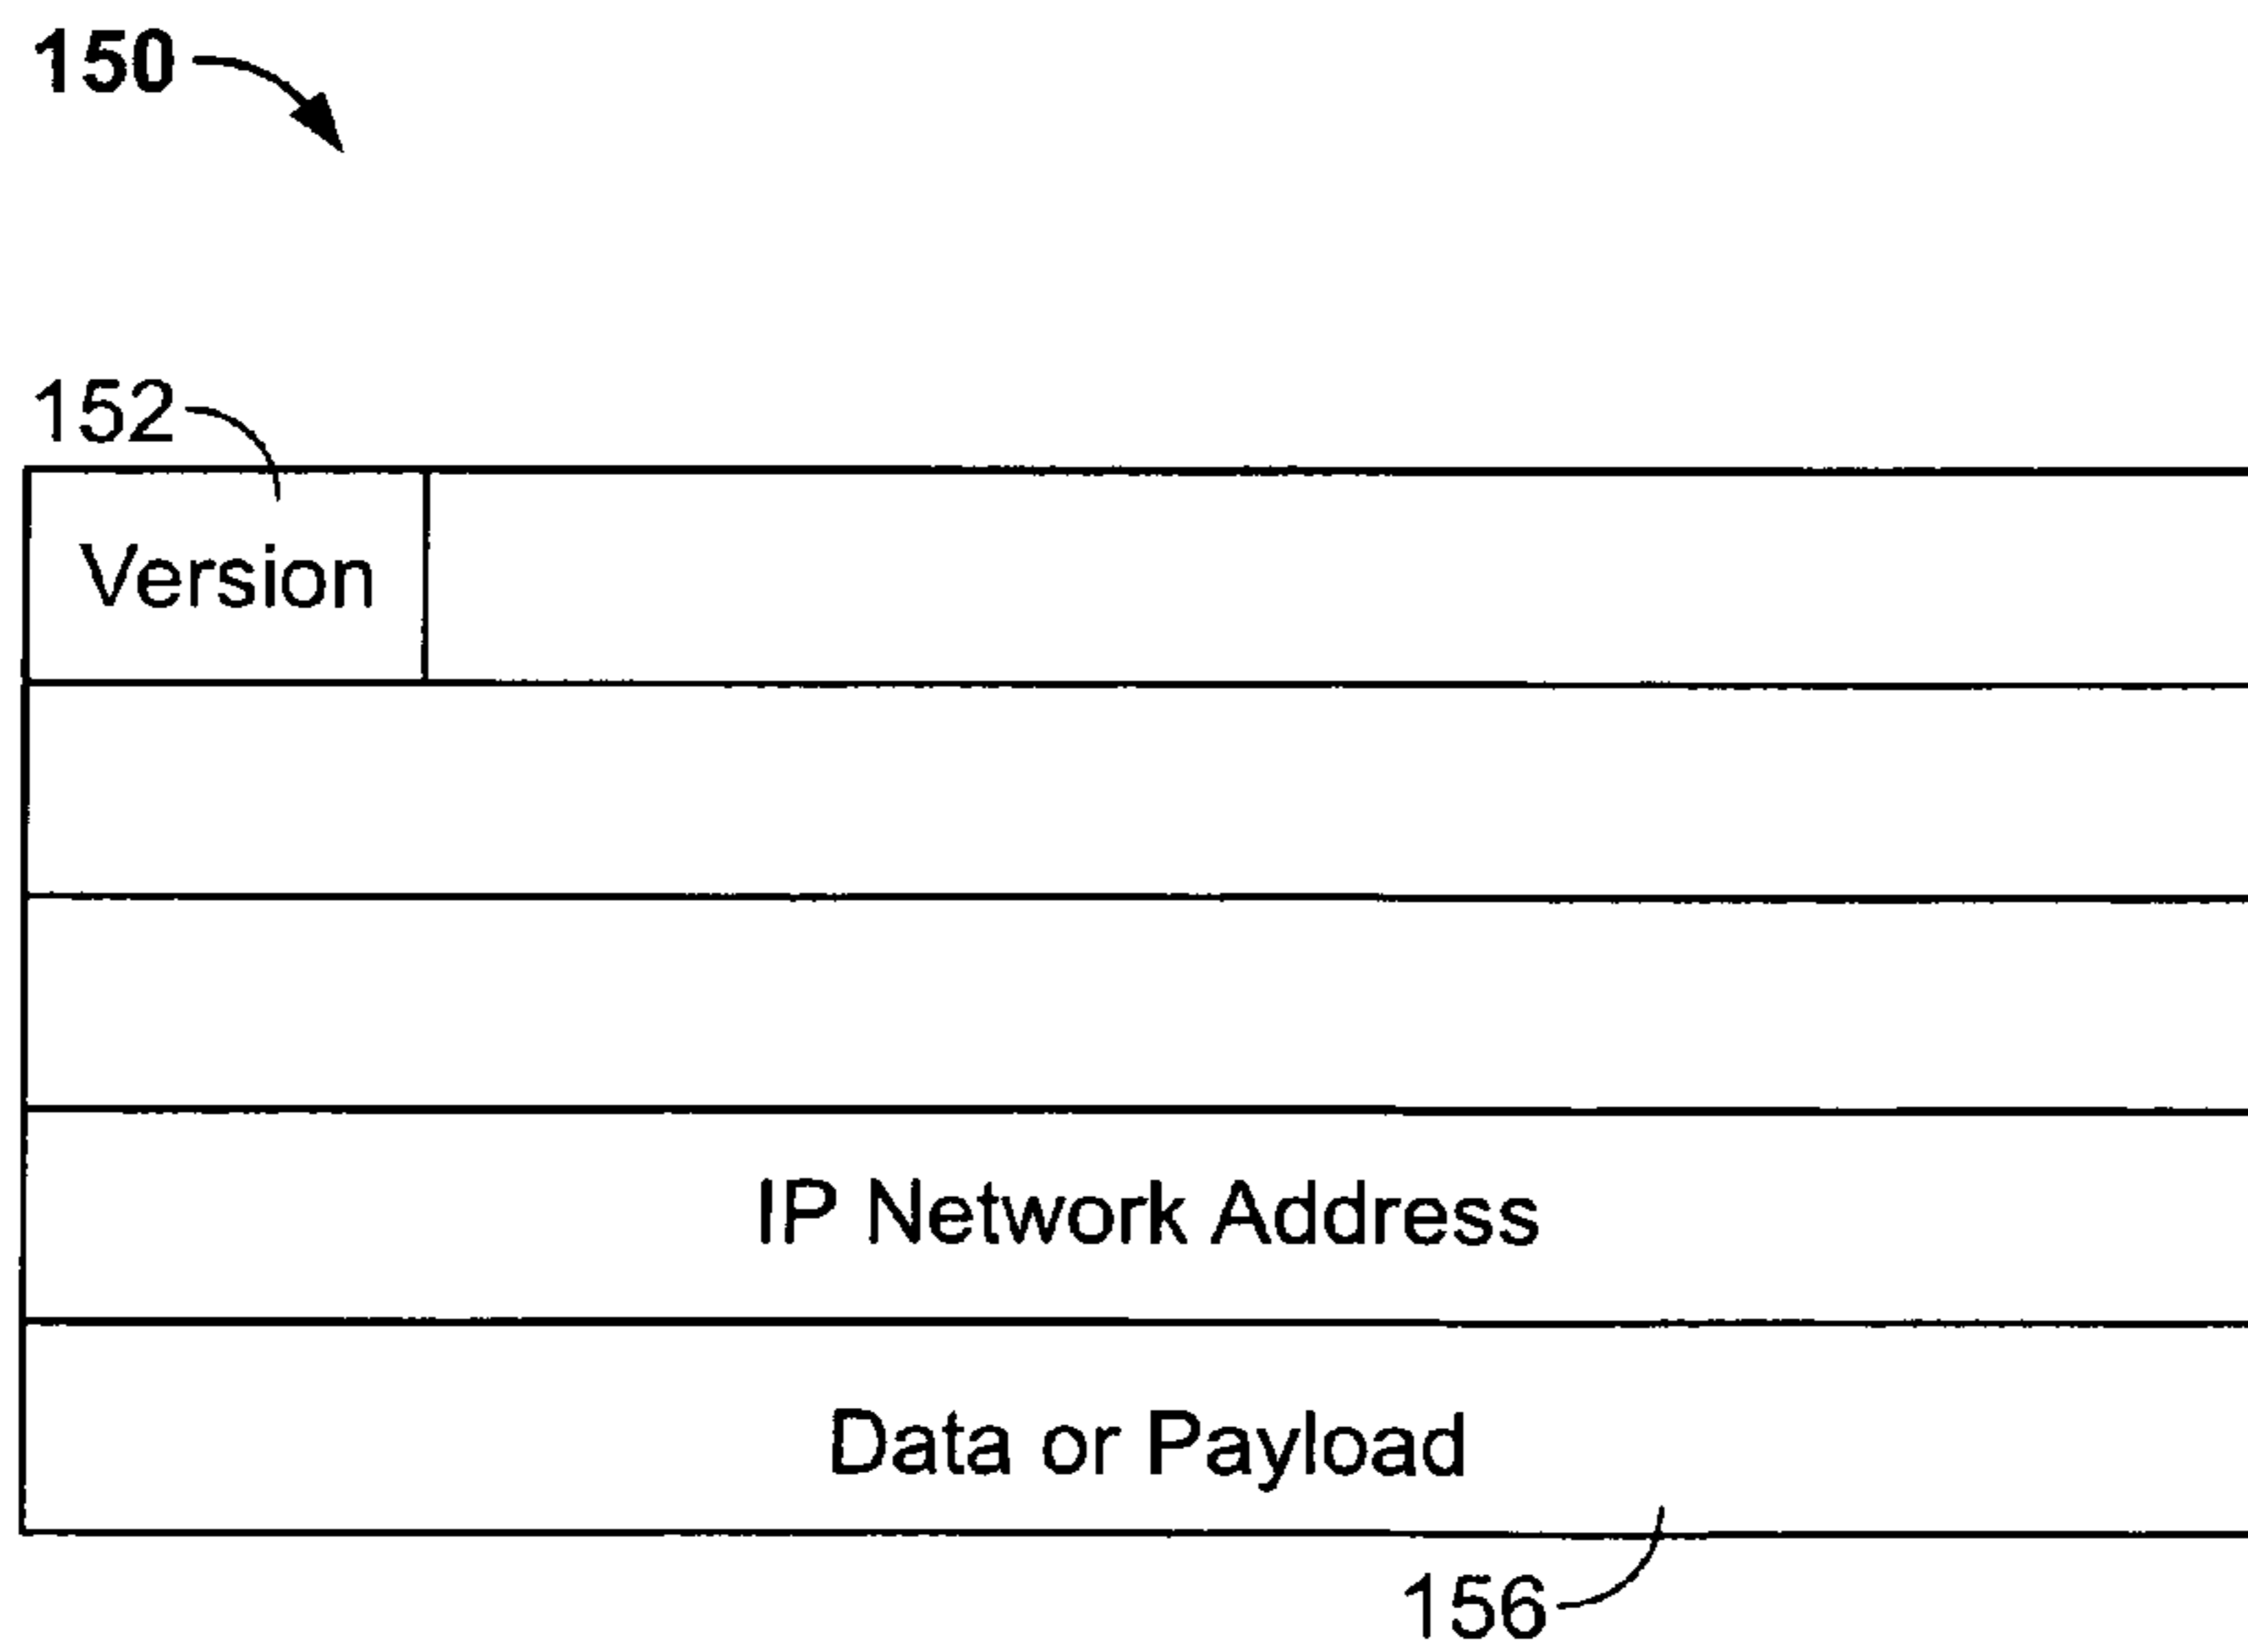 150
152
Version
IP Network Address
Data or Payload
156